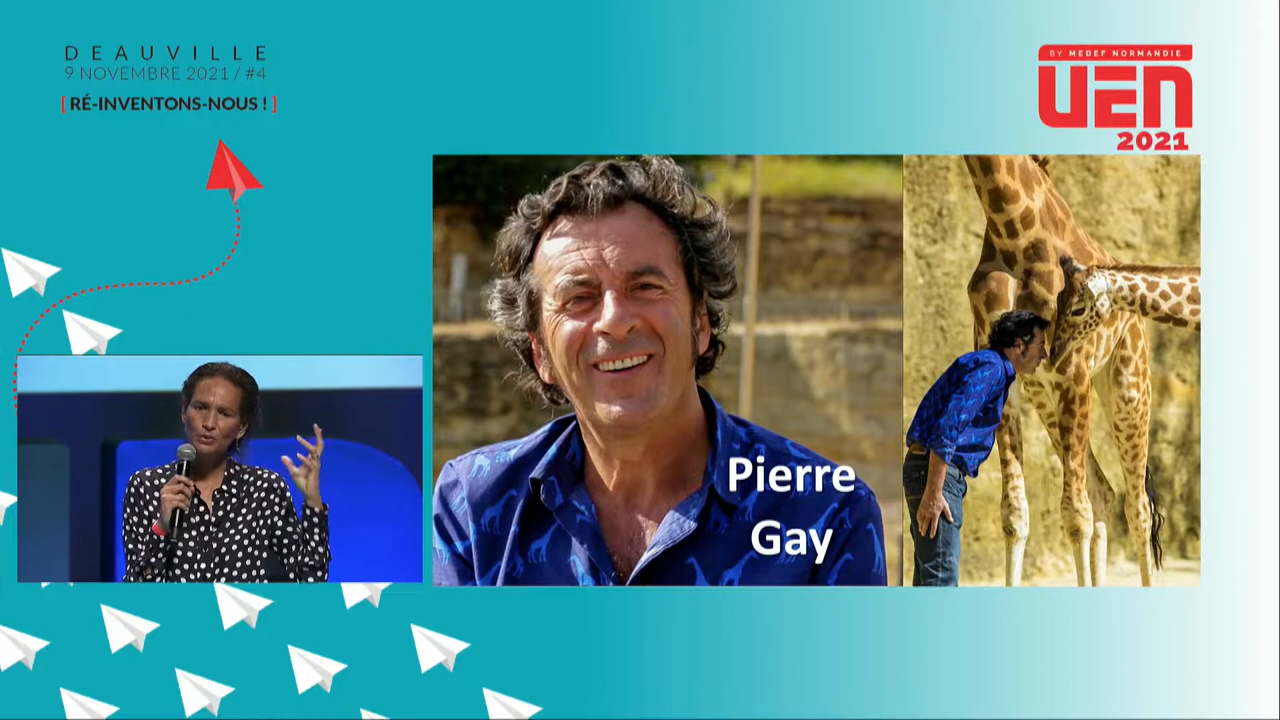 DEAUVILLE
9 NOVEMBRE 2021 / #4
[ RÉ-INVENTONS-NOUS ! ]
BY MEDEF NORMANDIE
UEN
2021
Pierre
Gay